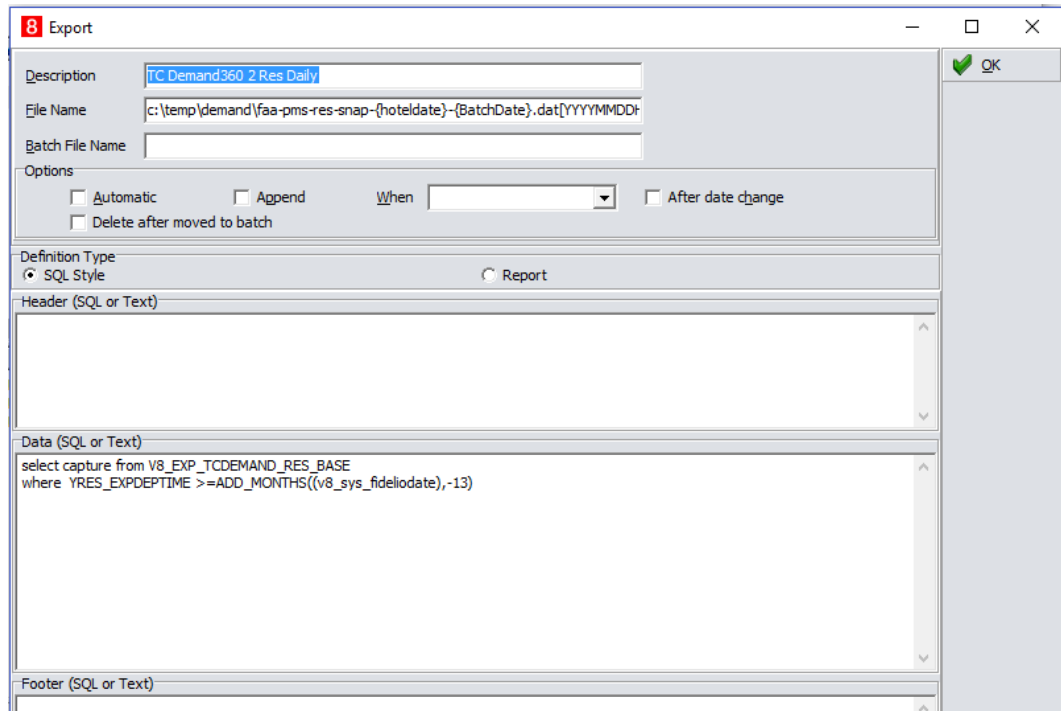 8 Export
Description TC Demand360 2 Res Daily
OK
File Name c:\temp\demand\faa-pms-res-snap-{hoteldate}-{BatchDate}.dat[YYYYMMDDH
Batch File Name
Options
Automatic Append When After date change
Delete after moved to batch
Definition Type
SQL Style Report
Header (SQL or Text)
Data (SQL or Text)
select capture from V8_EXP_TCDEMAND_RES_BASE
where YRES_EXPDEPTIME >=ADD_MONTHS((v8_sys_fideliodate),-13)
Footer (SQL or Text)